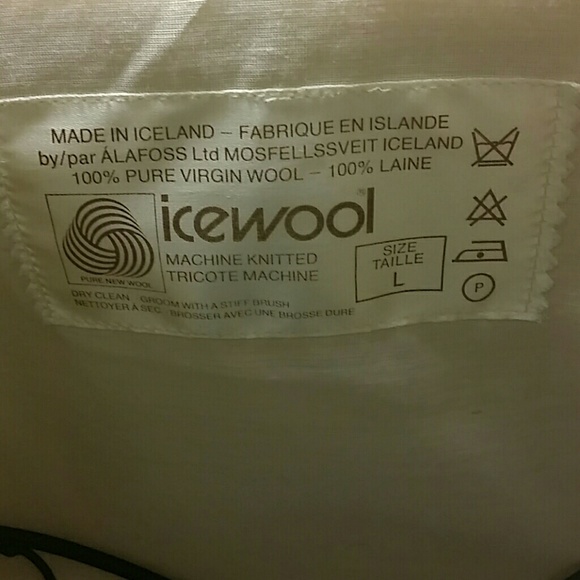 MADE IN ICELAND – FABRIQUE EN ISLANDE
by/par ÁLAFOSS Ltd MOSFELLSSVEIT ICELAND
100% PURE VIRGIN WOOL – 100% LAINE
icewool
PURE NEW WOOL
MACHINE KNITTED
TRICOTE MACHINE
SIZE
TAILLE
L
P
DRY CLEAN GROOM WITH A STIFF BRUSH
NETTOYER À SEC BROSSER AVEC UNE BROSSE DURE